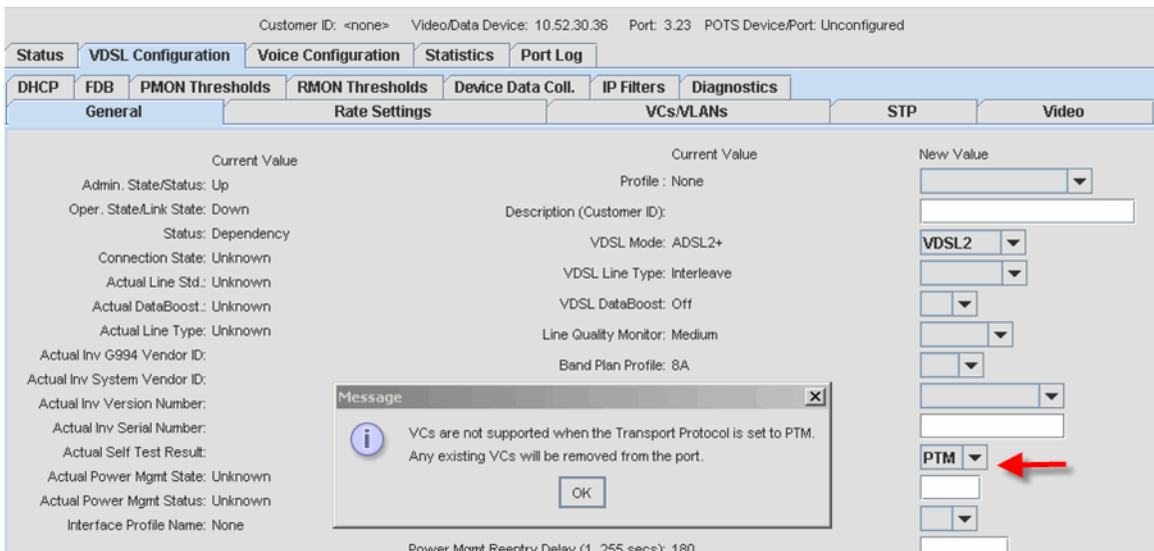 Customer ID: <none> Video/Data Device: 10.52.30.36 Port: 3.23 POTS Device/Port: Unconfigured
Status VDSL Configuration Voice Configuration Statistics Port Log
DHCP FDB PMON Thresholds RMON Thresholds Device Data Coll. IP Filters Diagnostics
General Rate Settings VCs/VLANs STP Video
Current Value Current Value New Value
Admin. State/Status: Up Profile : None
Oper. State/Link State: Down Description (Customer ID):
Status: Dependency VDSL Mode: ADSL2+ VDSL2
Connection State: Unknown VDSL Line Type: Interleave
Actual Line Std.: Unknown
Actual DataBoost.: Unknown VDSL DataBoost: Off
Actual Line Type: Unknown Line Quality Monitor: Medium
Actual Inv G994 Vendor ID: Band Plan Profile: 8A
Actual Inv System Vendor ID:
Actual Inv Version Number:
Actual Inv Serial Number:
Actual Self Test Result:
Actual Power Mgmt State: Unknown
Actual Power Mgmt Status: Unknown
Interface Profile Name: None
Message
VCs are not supported when the Transport Protocol is set to PTM.
Any existing VCs will be removed from the port.
OK
PTM
Power Mgmt Reentry Delay (1..255 secs): 180